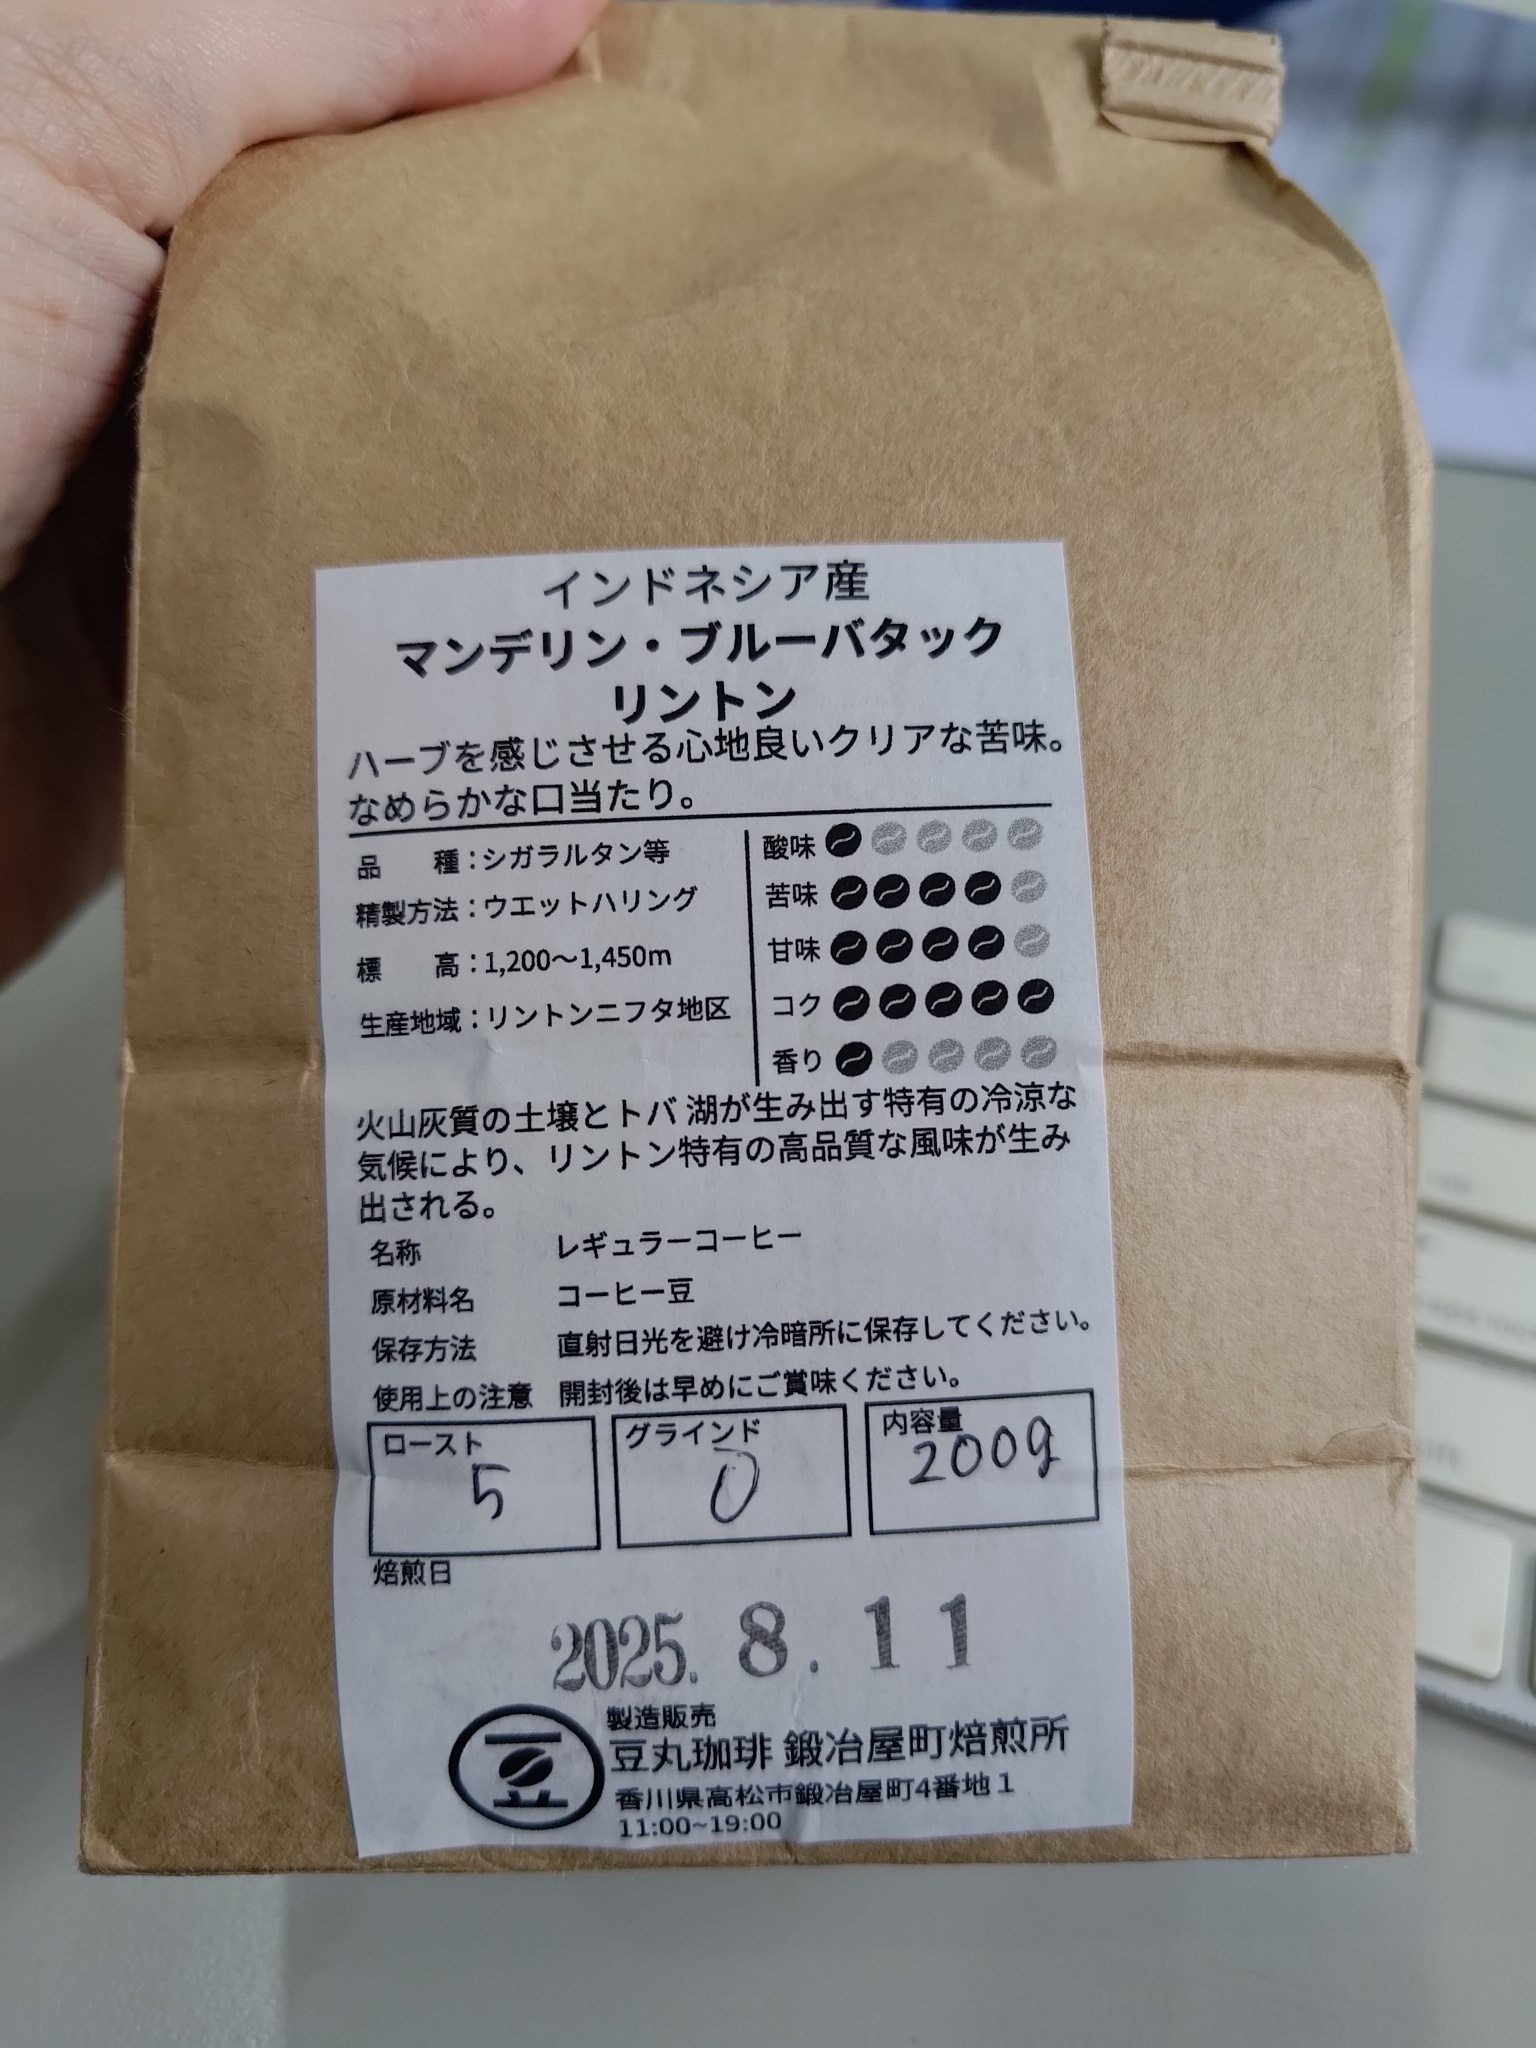 インドネシア産
マンデリン・ブルーバタック
リントン
ハーブを感じさせる心地良いクリアな苦味。
なめらかな口当たり。
品　種：シガラルタン等
精製方法：ウエットハリング
標　高：1,200～1,450m
生産地域：リントンニフタ地区
酸味
苦味
甘味
コク
香り
火山灰質の土壌とトバ湖が生み出す特有の冷涼な
気候により、リントン特有の高品質な風味が生み
出される。
名称　レギュラーコーヒー
原材料名　コーヒー豆
保存方法　直射日光を避け冷暗所に保存してください。
使用上の注意　開封後は早めにご賞味ください。
ロースト
5
グラインド
0
内容量
200g
焙煎日
2025. 8. 11
製造販売
豆丸珈琲 鍛冶屋町焙煎所
香川県高松市鍛冶屋町4番地1
11:00~19:00